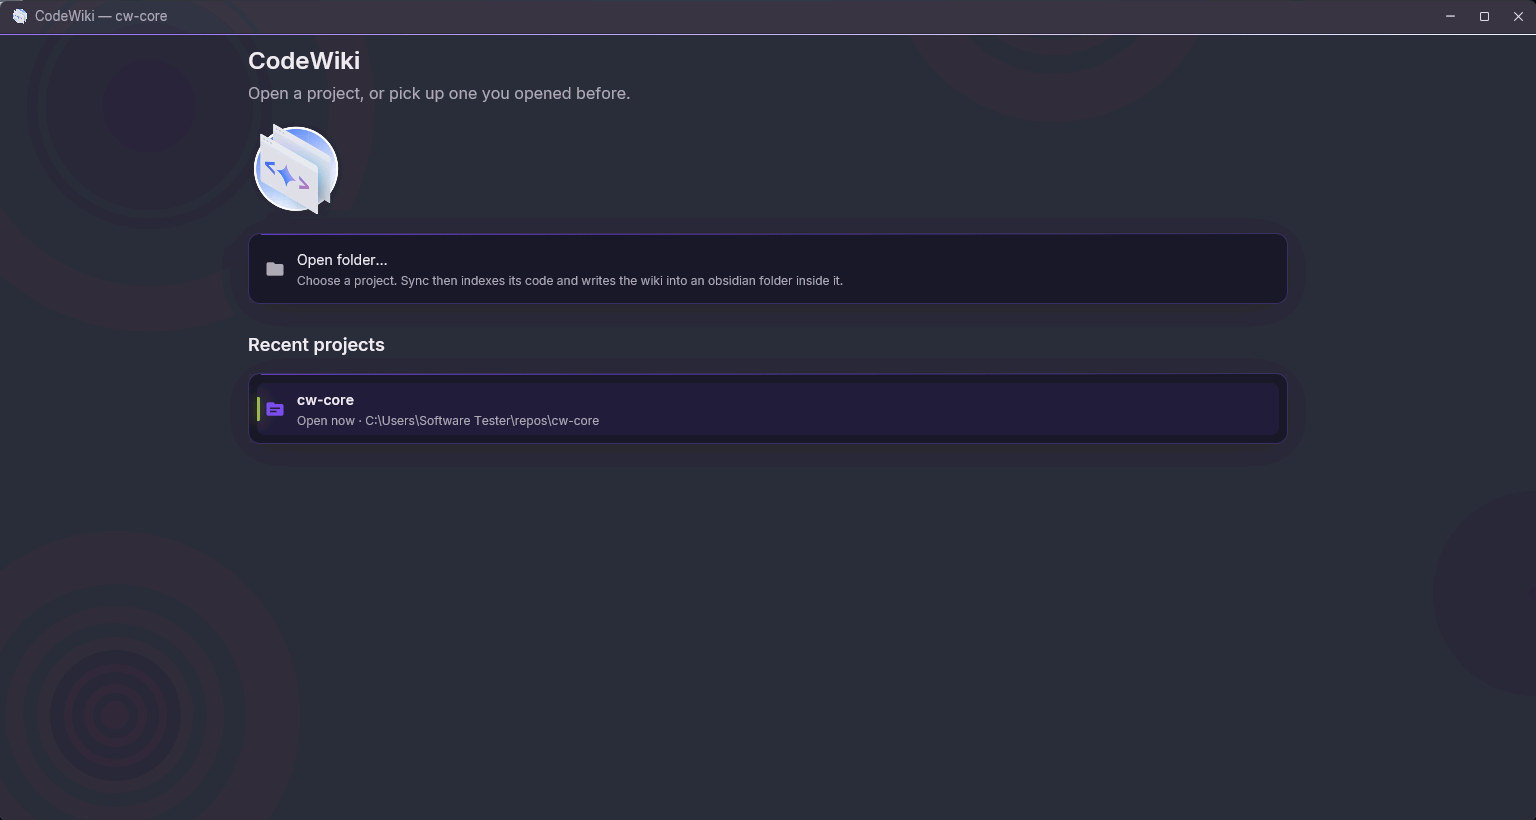 CodeWiki — cw-core
CodeWiki
Open a project, or pick up one you opened before.
Open folder...
Choose a project. Sync then indexes its code and writes the wiki into an obsidian folder inside it.
Recent projects
cw-core
Open now · C:\Users\Software Tester\repos\cw-core